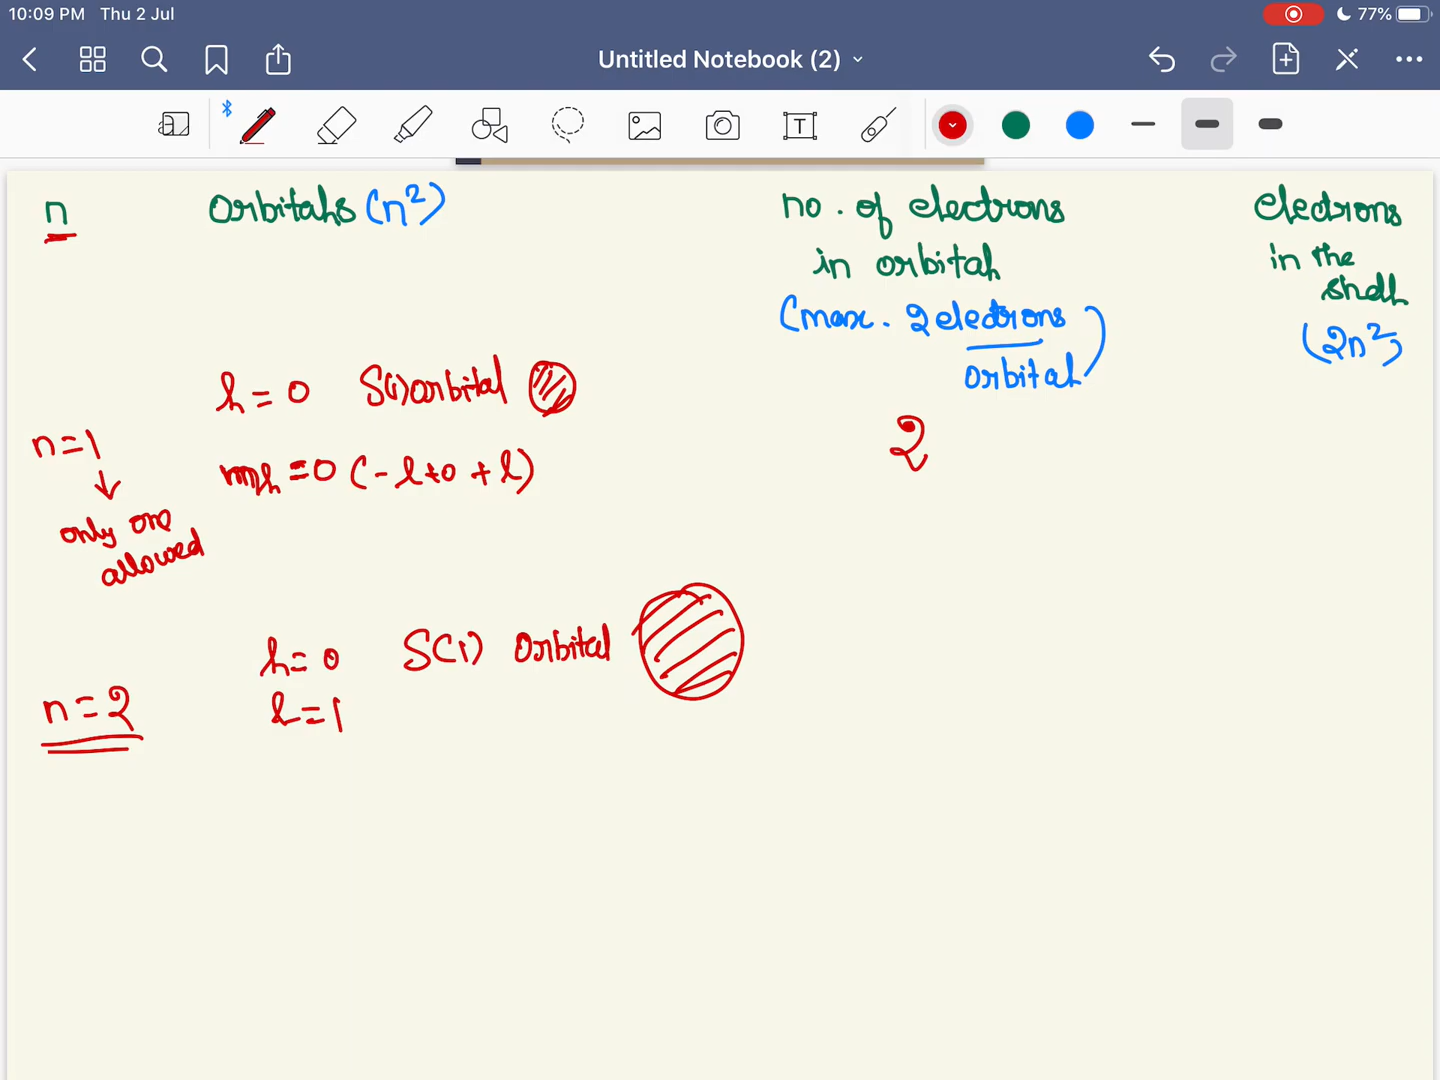 10:09 PM Thu 2 Jul
77%
Untitled Notebook (2)
T
n
orbitals (n²)
no. of electrons
in orbital
(max. 2 electrons
orbital)
electrons
in the
shell
(2n²)
l = 0 S(1) orbital
n=1
ml = 0 (-l to + l)
only one
allowed
2
l = 0 S(1) Orbital
n=2
l = 1